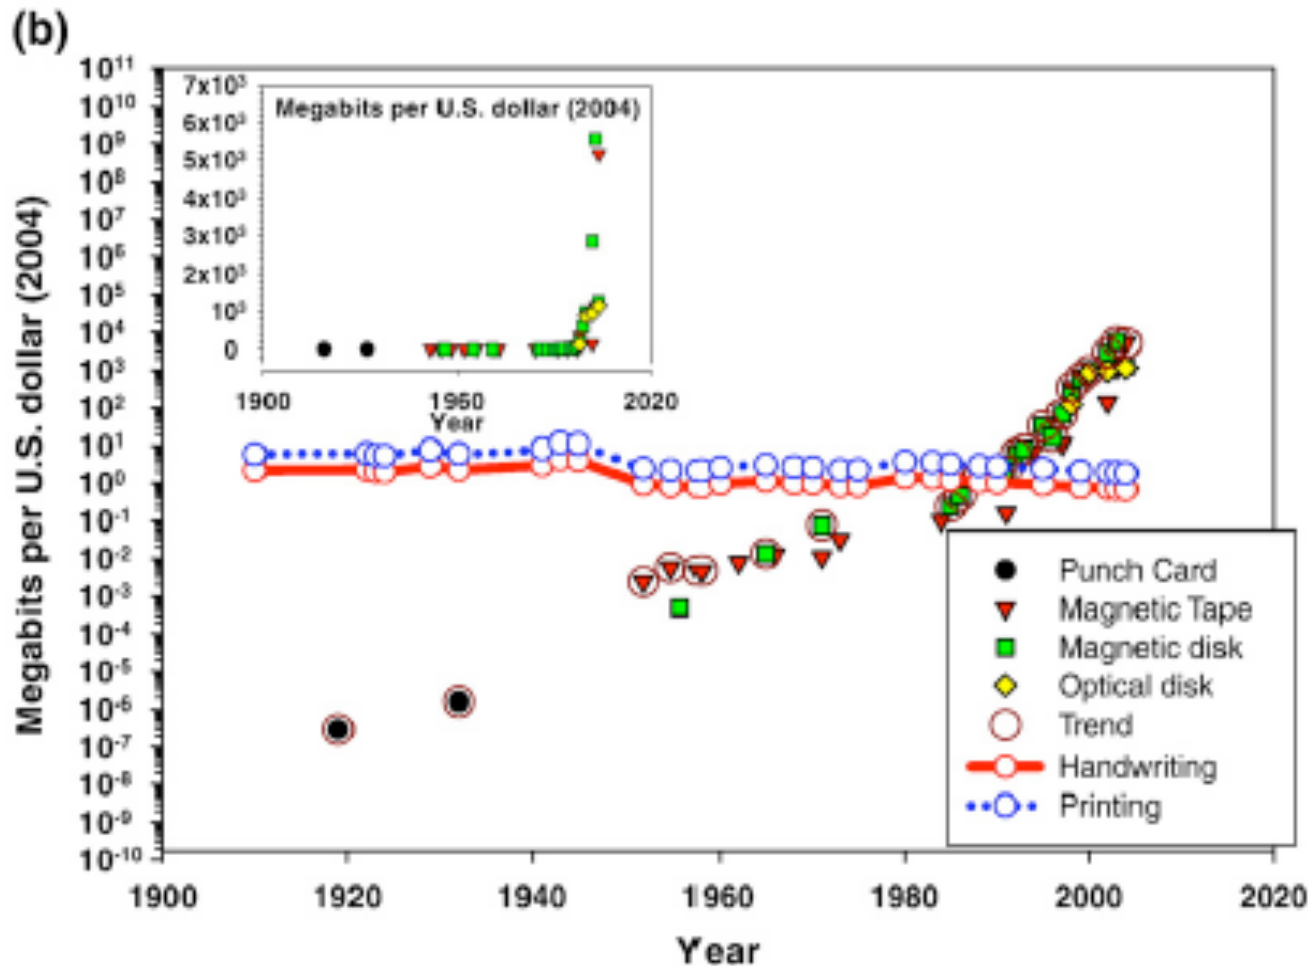 (b)
Megabits per U.S. dollar (2004)
10¹¹
10¹⁰
10⁹
10⁸
10⁷
10⁶
10⁵
10⁴
10³
10²
10¹
10⁰
10⁻¹
10⁻²
10⁻³
10⁻⁴
10⁻⁵
10⁻⁶
10⁻⁷
10⁻⁸
10⁻⁹
10⁻¹⁰
Megabits per U.S. dollar (2004)
7x10³
6x10³
5x10³
4x10³
3x10³
2x10³
10³
0
1900 1960 2020
Year
Punch Card
Magnetic Tape
Magnetic disk
Optical disk
Trend
Handwriting
Printing
1900 1920 1940 1960 1980 2000 2020
Year